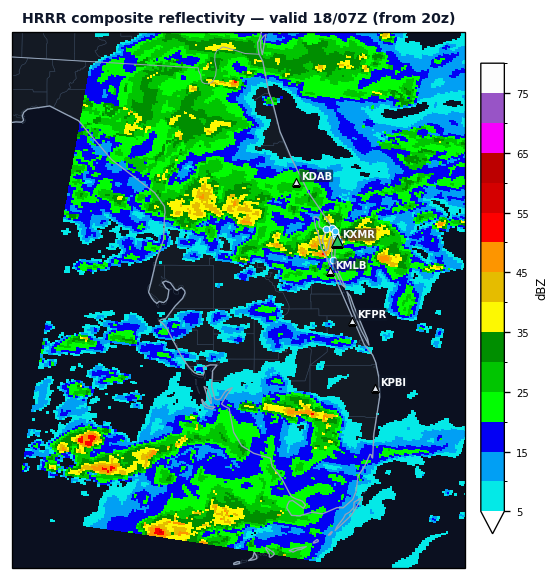 HRRR composite reflectivity — valid 18/07Z (from 20z)
KDAB
KXMR
KMLB
KFPR
KPBI
75
65
55
45
35
25
15
5
dBZ